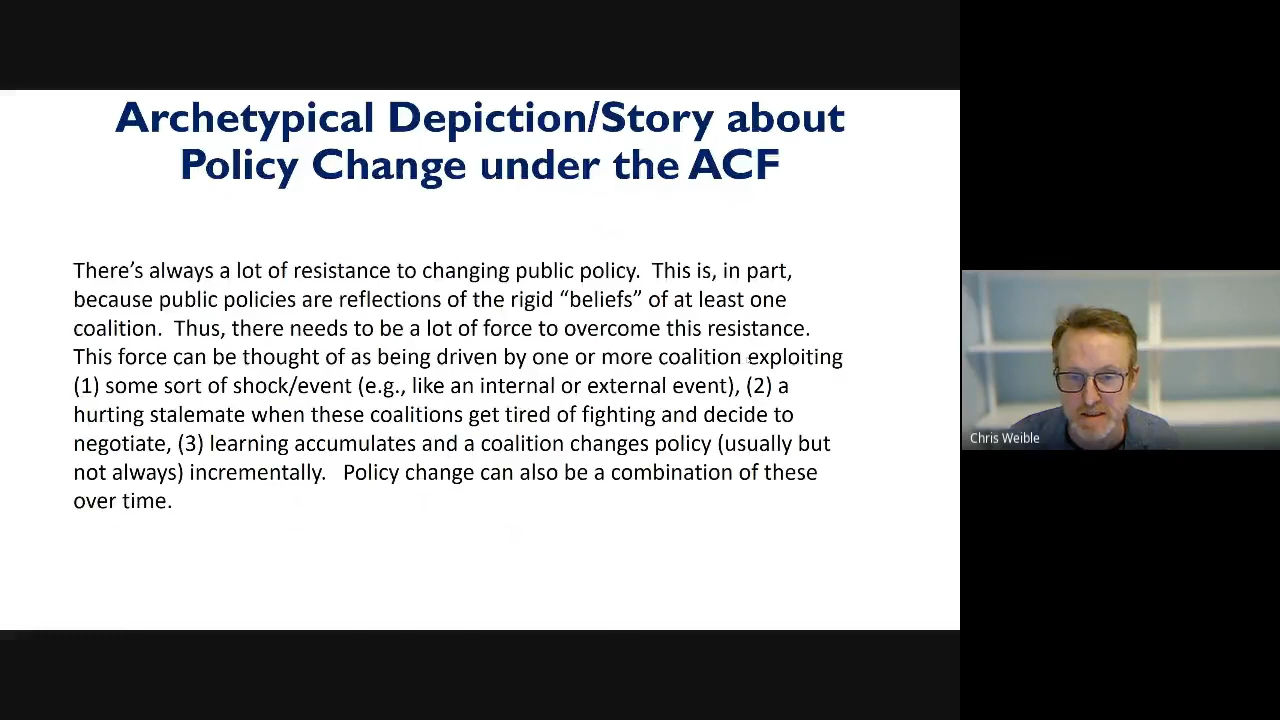 Archetypical Depiction/Story about
Policy Change under the ACF
There’s always a lot of resistance to changing public policy.  This is, in part,
because public policies are reflections of the rigid “beliefs” of at least one
coalition.  Thus, there needs to be a lot of force to overcome this resistance.
This force can be thought of as being driven by one or more coalition exploiting
(1) some sort of shock/event (e.g., like an internal or external event), (2) a
hurting stalemate when these coalitions get tired of fighting and decide to
negotiate, (3) learning accumulates and a coalition changes policy (usually but
not always) incrementally.   Policy change can also be a combination of these
over time.
Chris Weible